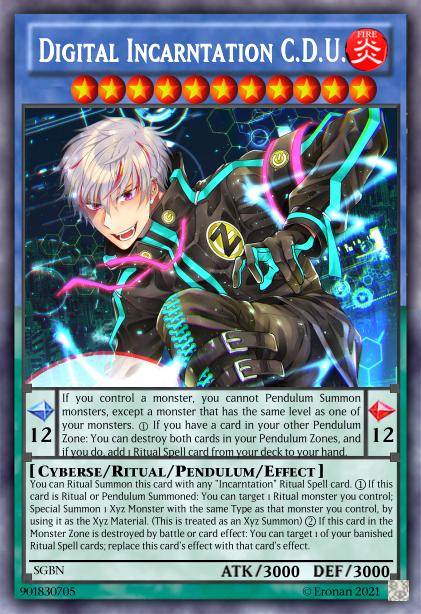 DIGITAL INCARNTATION C.D.U.
FIRE
炎
Z
If you control a monster, you cannot Pendulum Summon
monsters, except a monster that has the same level as one of
your monsters. ① If you have a card in your other Pendulum
Zone: You can destroy both cards in your Pendulum Zones, and
if you do, add 1 Ritual Spell card from your deck to your hand.
12
12
[ CYBERSE/RITUAL/PENDULUM/EFFECT ]
You can Ritual Summon this card with any "Incarntation" Ritual Spell card. ① If this
card is Ritual or Pendulum Summoned: You can target 1 Ritual monster you control;
Special Summon 1 Xyz Monster with the same Type as that monster you control, by
using it as the Xyz Material. (This is treated as an Xyz Summon) ② If this card in the
Monster Zone is destroyed by battle or card effect: You can target 1 of your banished
Ritual Spell cards; replace this card's effect with that card's effect.
SGBN
ATK/3000 DEF/3000
901830705
© Eronan 2021